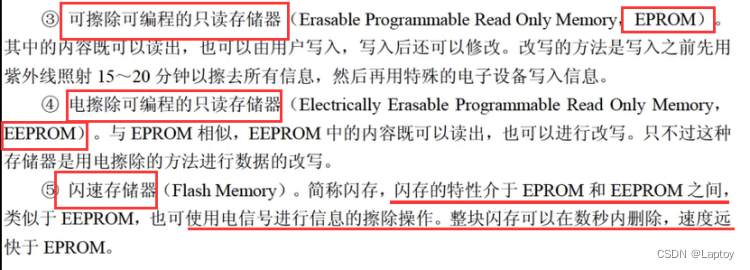 ③ 可擦除可编程的只读存储器（Erasable Programmable Read Only Memory, EPROM）。
其中的内容既可以读出，也可以由用户写入，写入后还可以修改。改写的方法是写入之前先用
紫外线照射 15～20 分钟以擦去所有信息，然后再用特殊的电子设备写入信息。
④ 电擦除可编程的只读存储器（Electrically Erasable Programmable Read Only Memory，
EEPROM）。与 EPROM 相似，EEPROM 中的内容既可以读出，也可以进行改写。只不过这种
存储器是用电擦除的方法进行数据的改写。
⑤ 闪速存储器（Flash Memory）。简称闪存，闪存的特性介于 EPROM 和 EEPROM 之间，
类似于 EEPROM，也可使用电信号进行信息的擦除操作。整块闪存可以在数秒内删除，速度远
快于 EPROM。
CSDN @Laptoy